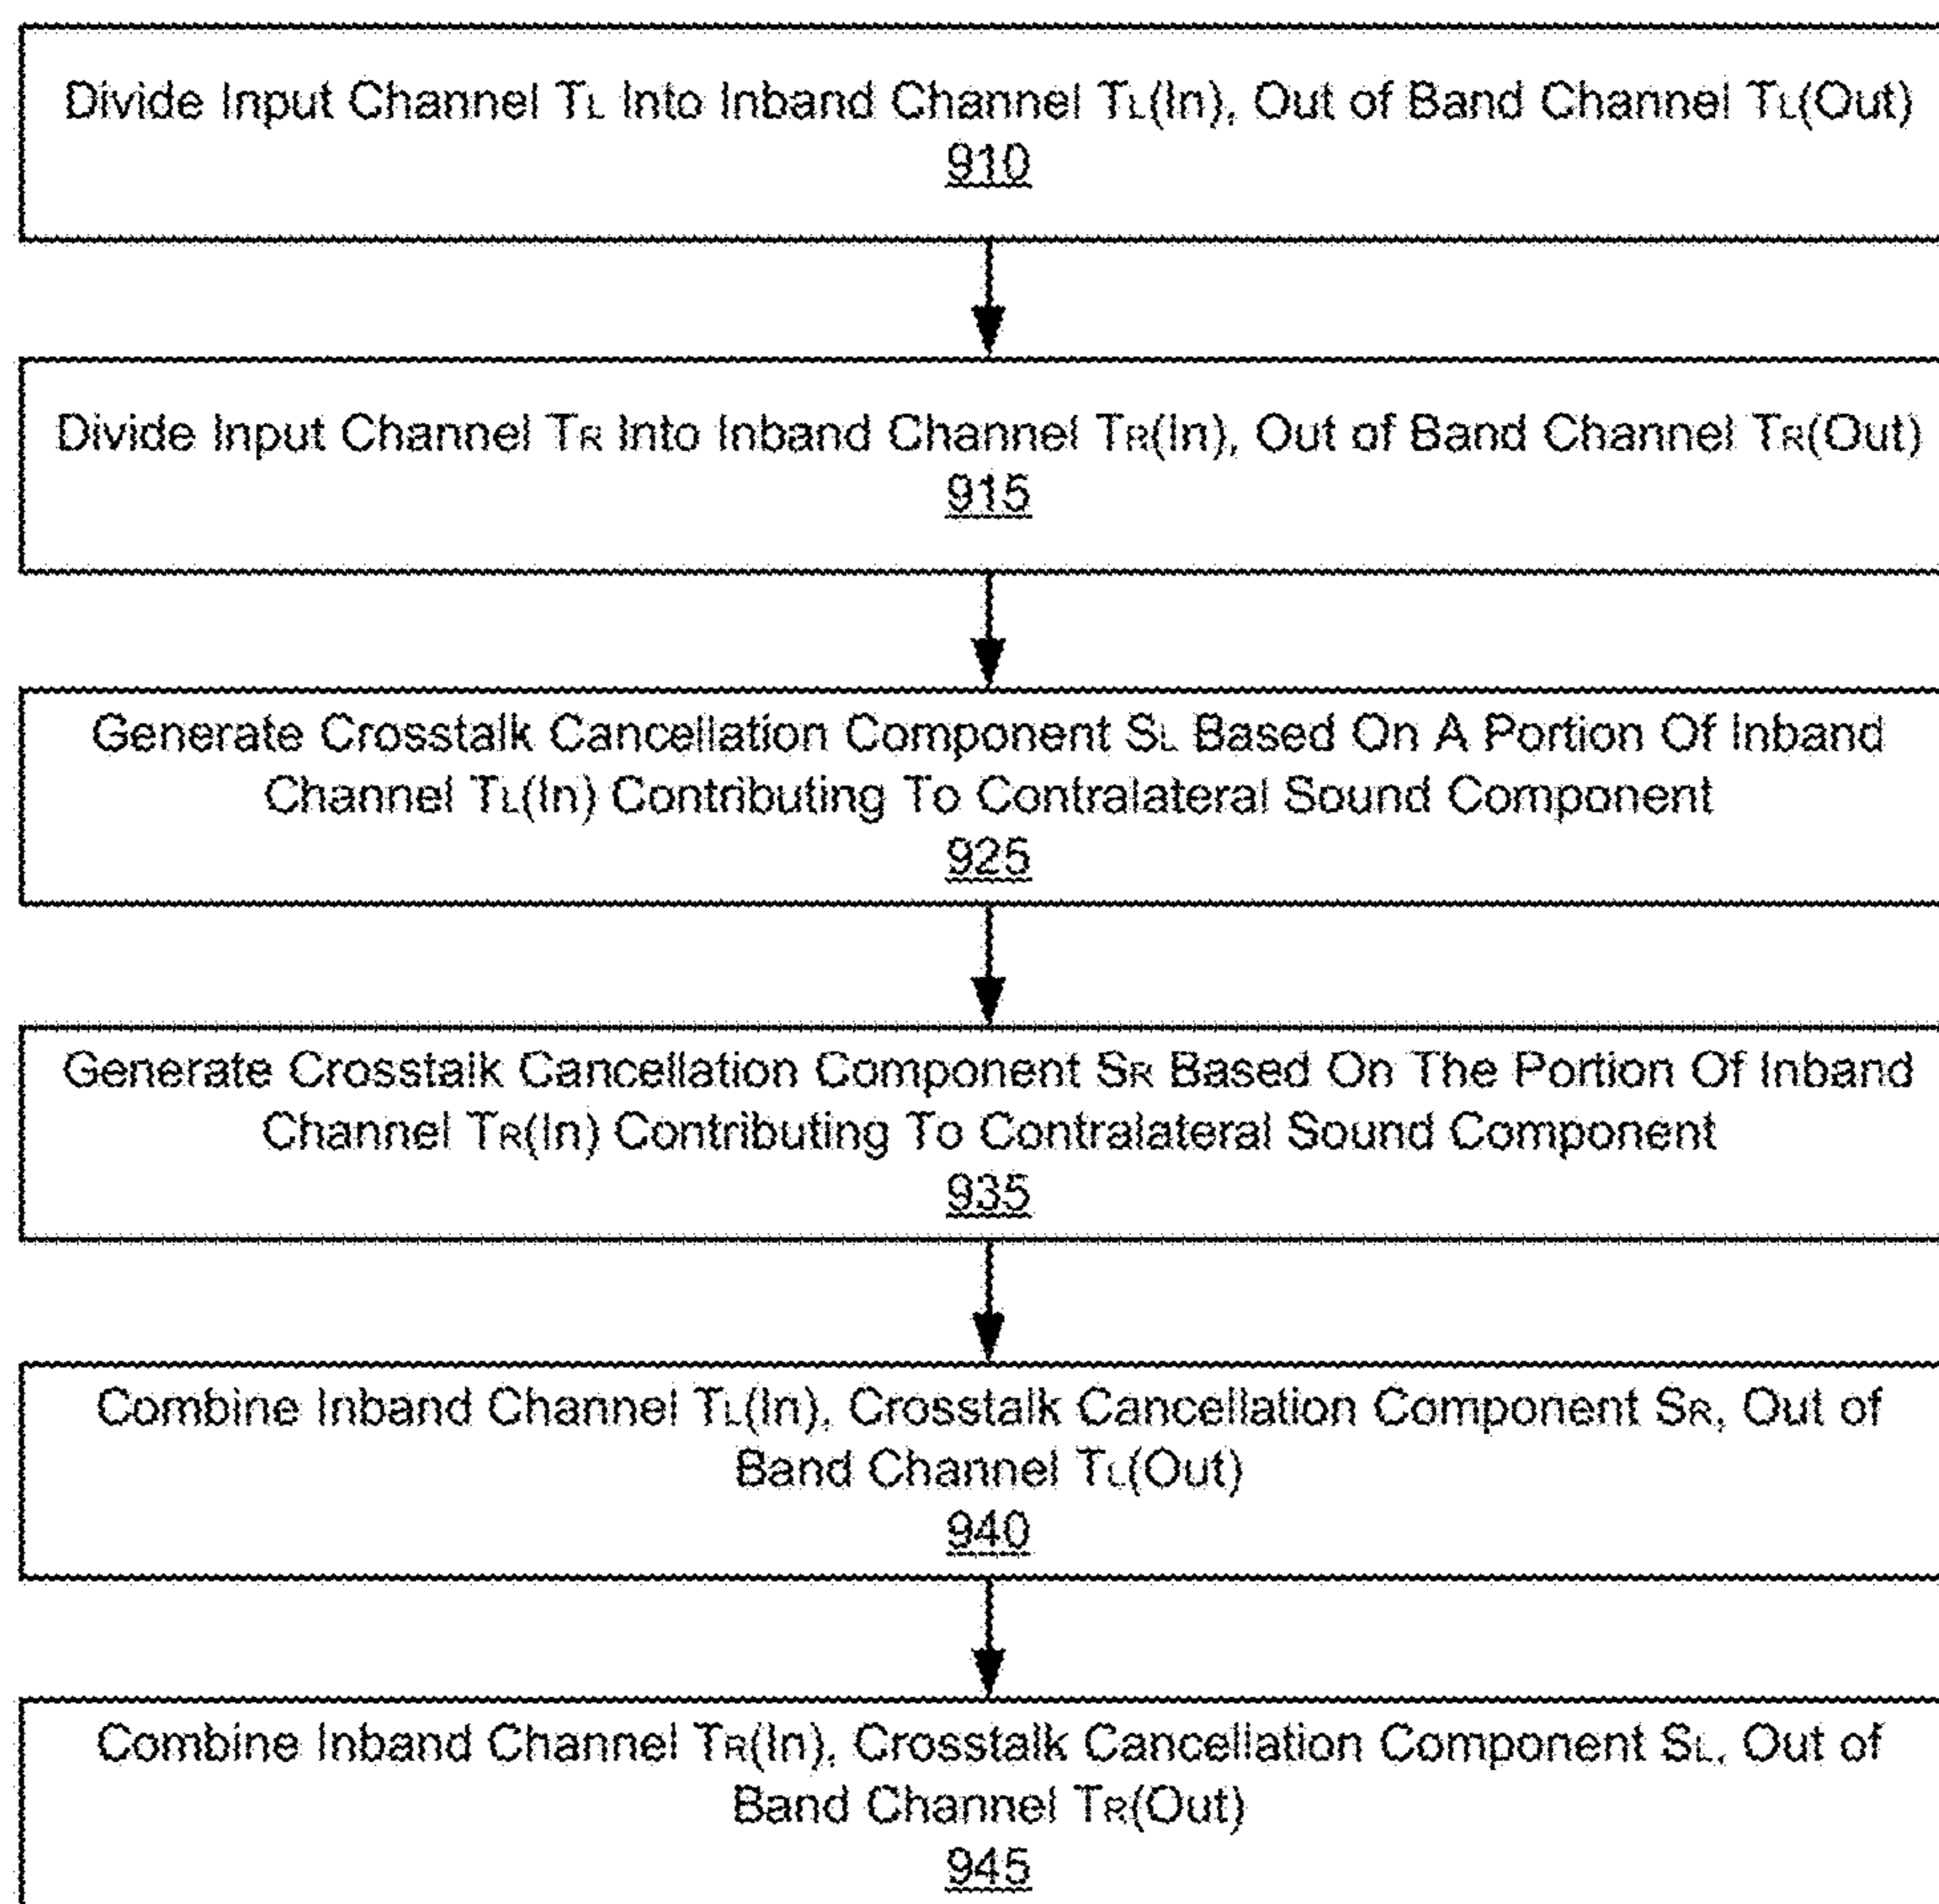 Divide Input Channel TL Into Inband Channel TL(In), Out of Band Channel TL(Out)
910
Divide Input Channel TR Into Inband Channel TR(In), Out of Band Channel TR(Out)
915
Generate Crosstalk Cancellation Component SL Based On A Portion Of Inband
Channel TL(In) Contributing To Contralateral Sound Component
925
Generate Crosstalk Cancellation Component SR Based On The Portion Of Inband
Channel TR(In) Contributing To Contralateral Sound Component
935
Combine Inband Channel TL(In), Crosstalk Cancellation Component SR, Out of
Band Channel TL(Out)
940
Combine Inband Channel TR(In), Crosstalk Cancellation Component SL, Out of
Band Channel TR(Out)
945